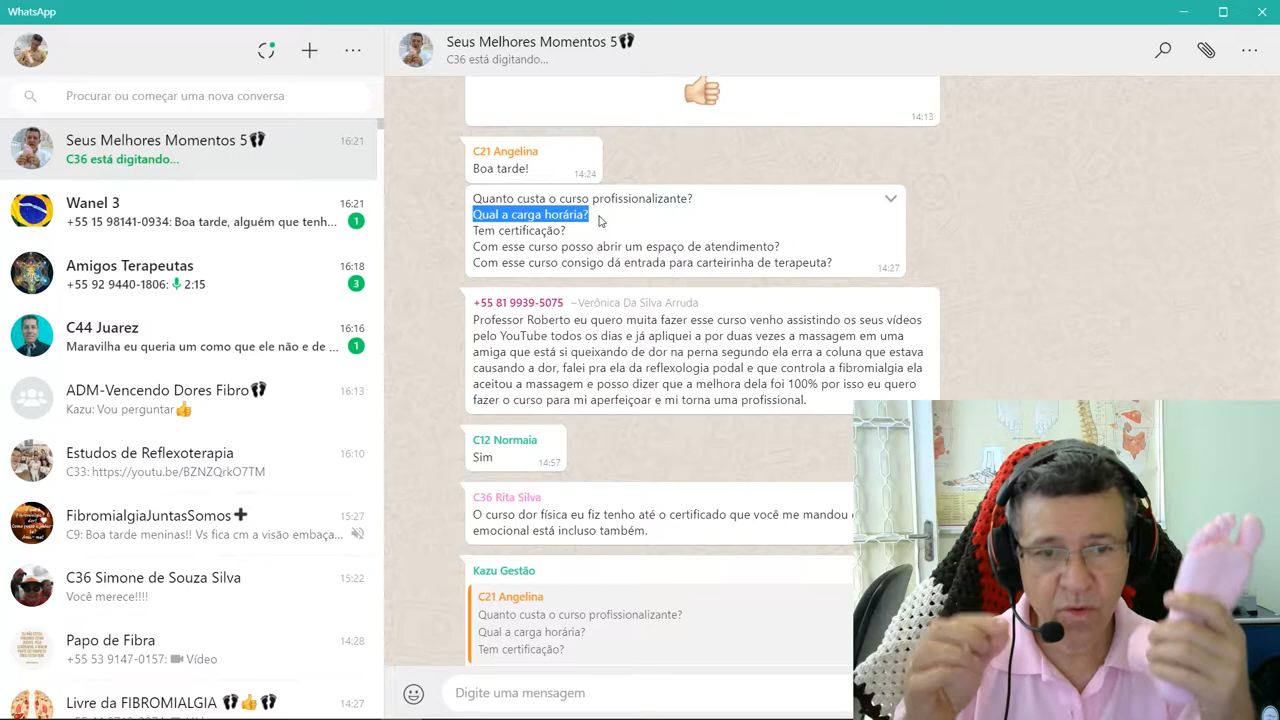 WhatsApp
Procurar ou começar uma nova conversa
Seus Melhores Momentos 5👣 16:21
C36 está digitando...
Wanel 3 16:21
+55 15 98141-0934: Boa tarde, alguém que tenh... 1
Amigos Terapeutas 16:18
+55 92 9440-1806: 2:15 3
C44 Juarez 16:16
Maravilha eu queria um como que ele não e de ... 1
ADM-Vencendo Dores Fibro👣 16:13
Kazu: Vou perguntar👍
Estudos de Reflexoterapia 16:10
C33: https://youtu.be/BZNZQrkO7TM
FibromialgiaJuntasSomos➕ 15:27
C9: Boa tarde meninas!! Vs fica cm a visão embaça...
C36 Simone de Souza Silva 15:22
Você merece!!!!
Papo de Fibra 14:28
+55 53 9147-0157: Vídeo
Livre da FIBROMIALGIA 👣👍👣 14:27
Seus Melhores Momentos 5👣
C36 está digitando...
👍
14:13
C21 Angelina
Boa tarde!
14:24
Quanto custa o curso profissionalizante?
Qual a carga horária?
Tem certificação?
Com esse curso posso abrir um espaço de atendimento?
Com esse curso consigo dá entrada para carteirinha de terapeuta?
14:27
+55 81 9939-5075 ~Verônica Da Silva Arruda
Professor Roberto eu quero muita fazer esse curso venho assistindo os seus vídeos
pelo YouTube todos os dias e já apliquei a por duas vezes a massagem em uma
amiga que está si queixando de dor na perna segundo ela erra a coluna que estava
causando a dor, falei pra ela da reflexologia podal e que controla a fibromialgia ela
aceitou a massagem e posso dizer que a melhora dela foi 100% por isso eu quero
fazer o curso para mi aperfeiçoar e mi torna uma profissional.
C12 Normaia
Sim
14:57
C36 Rita Silva
O curso dor física eu fiz tenho até o certificado que você me mandou
emocional está incluso também.
Kazu Gestão
C21 Angelina
Quanto custa o curso profissionalizante?
Qual a carga horária?
Tem certificação?
Digite uma mensagem